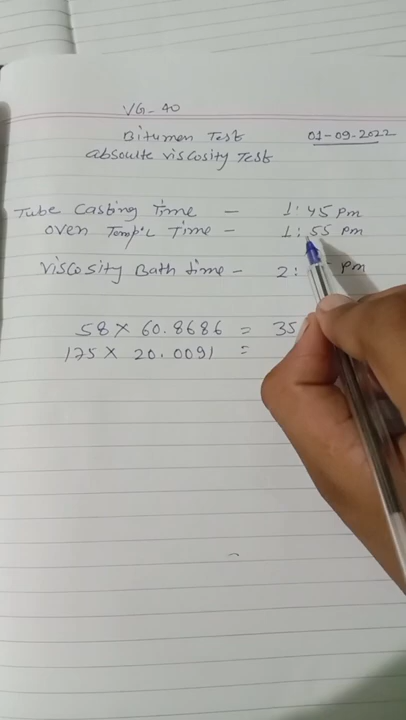 VG-40
Bitumen Test
01-09-2022
absoulte viscosity Test
Tube Casting Time - 1:45 pm
oven Temp'c Time - 1:55 pm
Viscosity Bath time - 2: pm
58 x 60.8686 = 35
175 x 20.0091 =